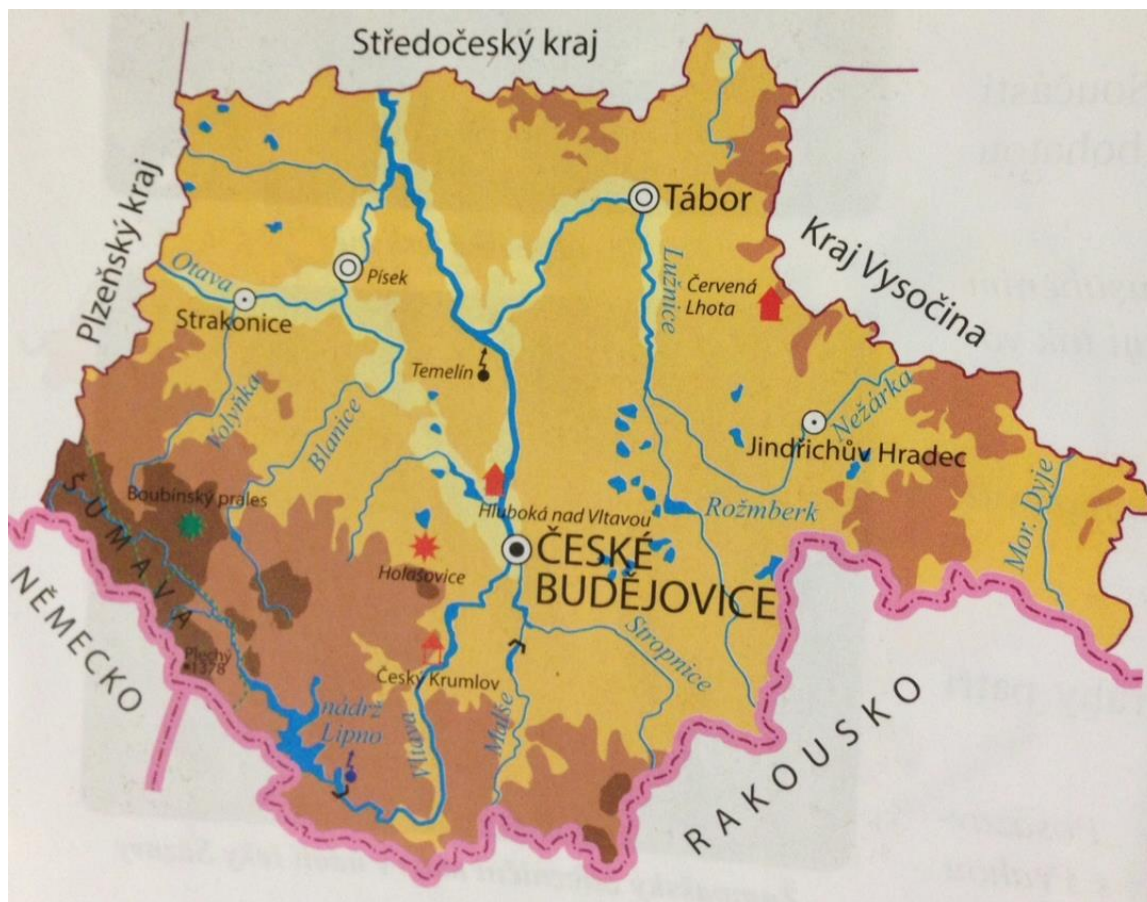 Středočeský kraj
Plzeňský kraj
Kraj Vysočina
Tábor
Lužnice
Červená
Lhota
Otava
Písek
Strakonice
Temelín
Volyňka
Blanice
Nežárka
Jindřichův Hradec
Mor. Dyje
Rožmberk
Boubínský prales
ŠUMAVA
Hluboká nad Vltavou
Holašovice
ČESKÉ
BUDĚJOVICE
Stropnice
NĚMECKO
Plechý
1378
Český Krumlov
nádrž
Lipno
Vltava
Malše
RAKOUSKO